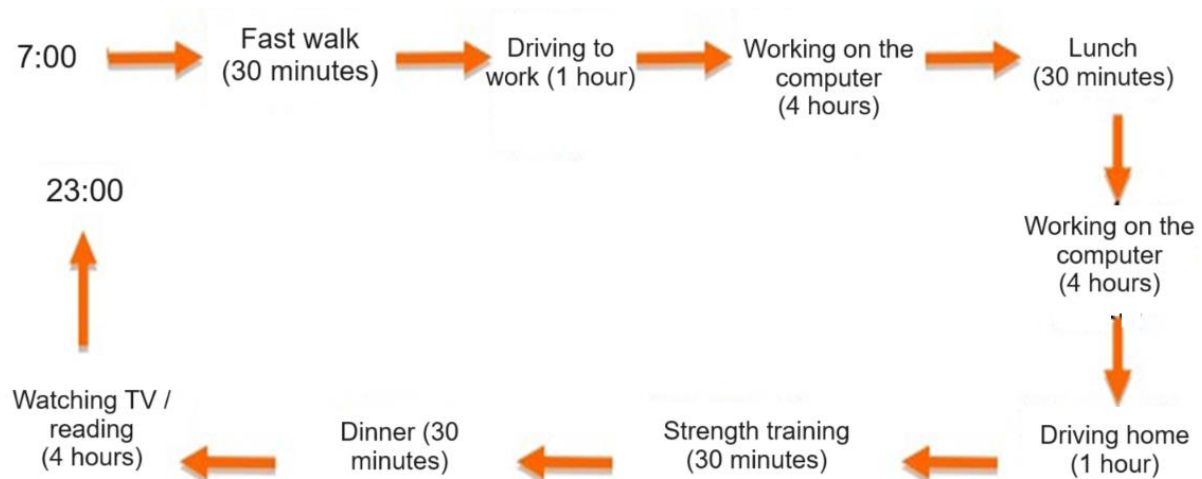 7:00
Fast walk
(30 minutes)
Driving to
work (1 hour)
Working on the
computer
(4 hours)
Lunch
(30 minutes)
Working on the
computer
(4 hours)
Driving home
(1 hour)
Strength training
(30 minutes)
Dinner (30
minutes)
Watching TV /
reading
(4 hours)
23:00